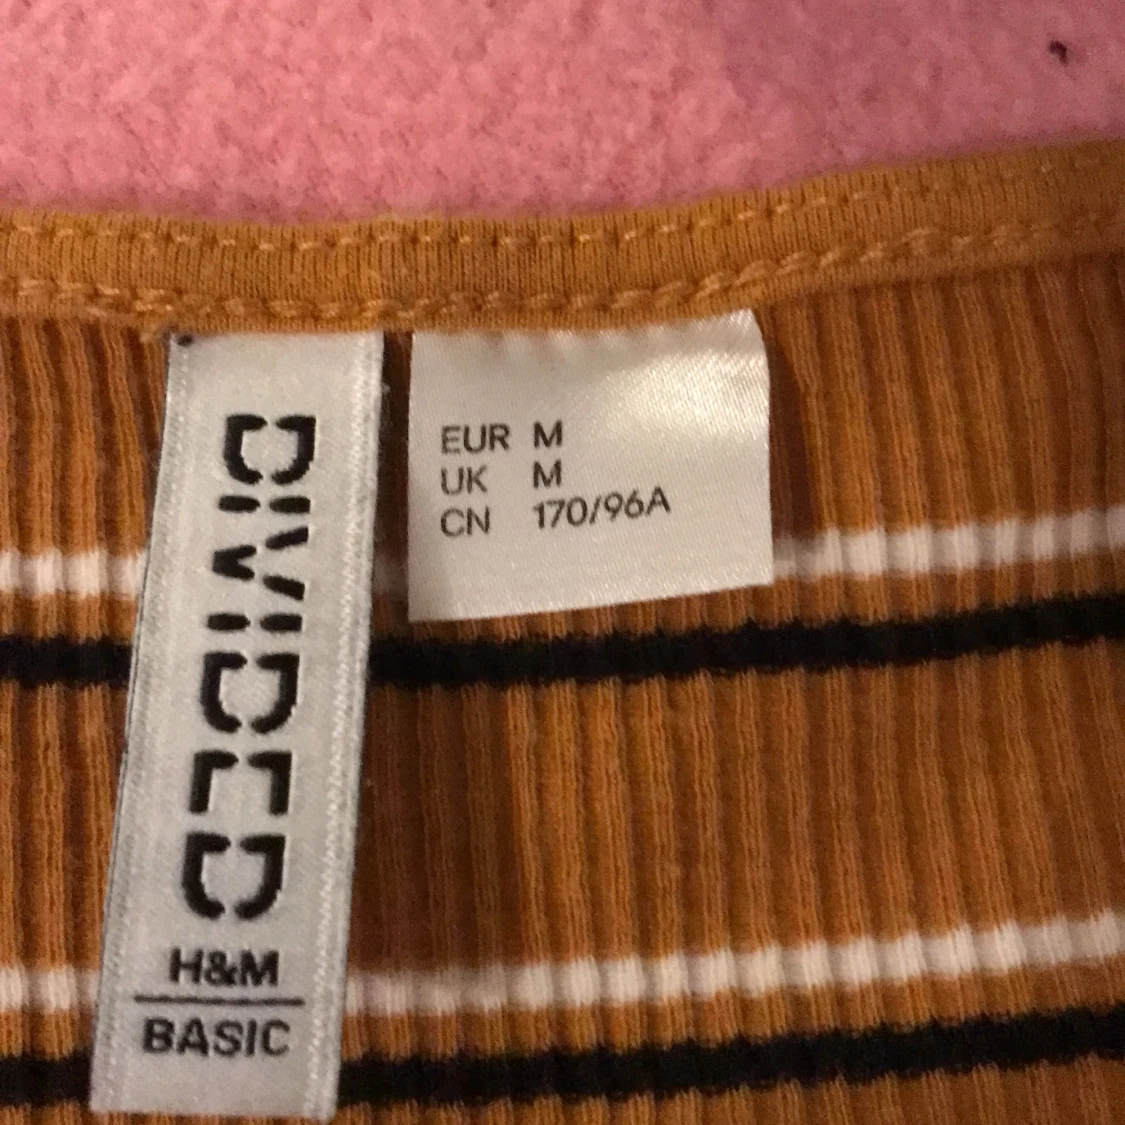 DIVIDED
H&M
BASIC
EUR M
UK M
CN 170/96A